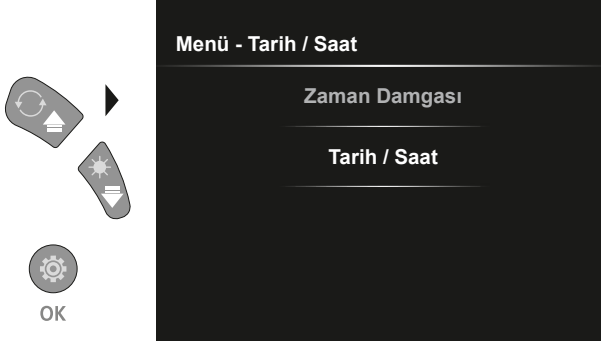 Menü - Tarih / Saat
Zaman Damgası
Tarih / Saat
OK